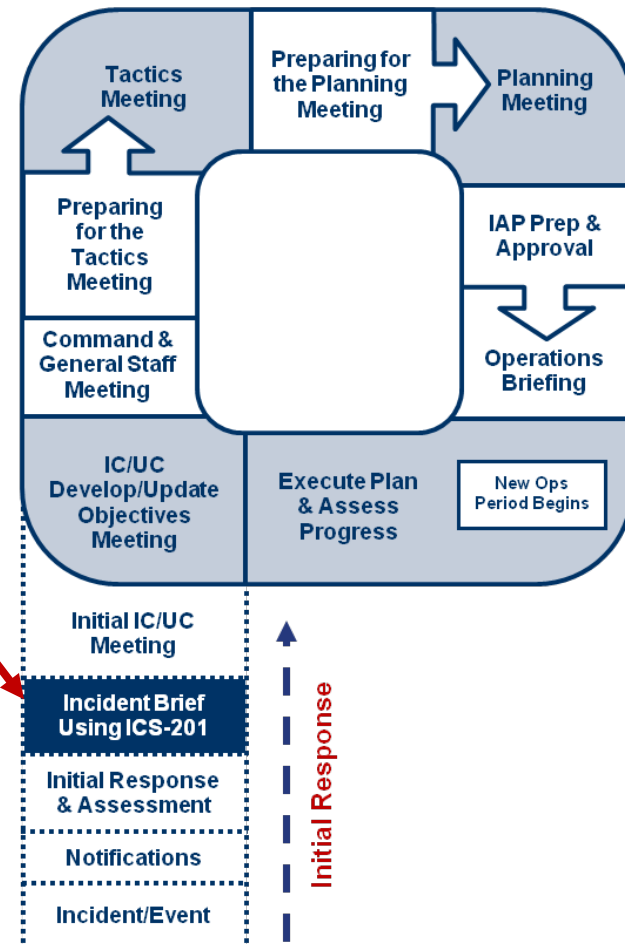 Tactics
Meeting
Preparing for
the Planning
Meeting
Planning
Meeting
Preparing
for the
Tactics
Meeting
IAP Prep &
Approval
Command &
General Staff
Meeting
Operations
Briefing
IC/UC
Develop/Update
Objectives
Meeting
Execute Plan
& Assess
Progress
New Ops
Period Begins
Initial IC/UC
Meeting
Incident Brief
Using ICS-201
Initial Response
& Assessment
Notifications
Incident/Event
Initial Response